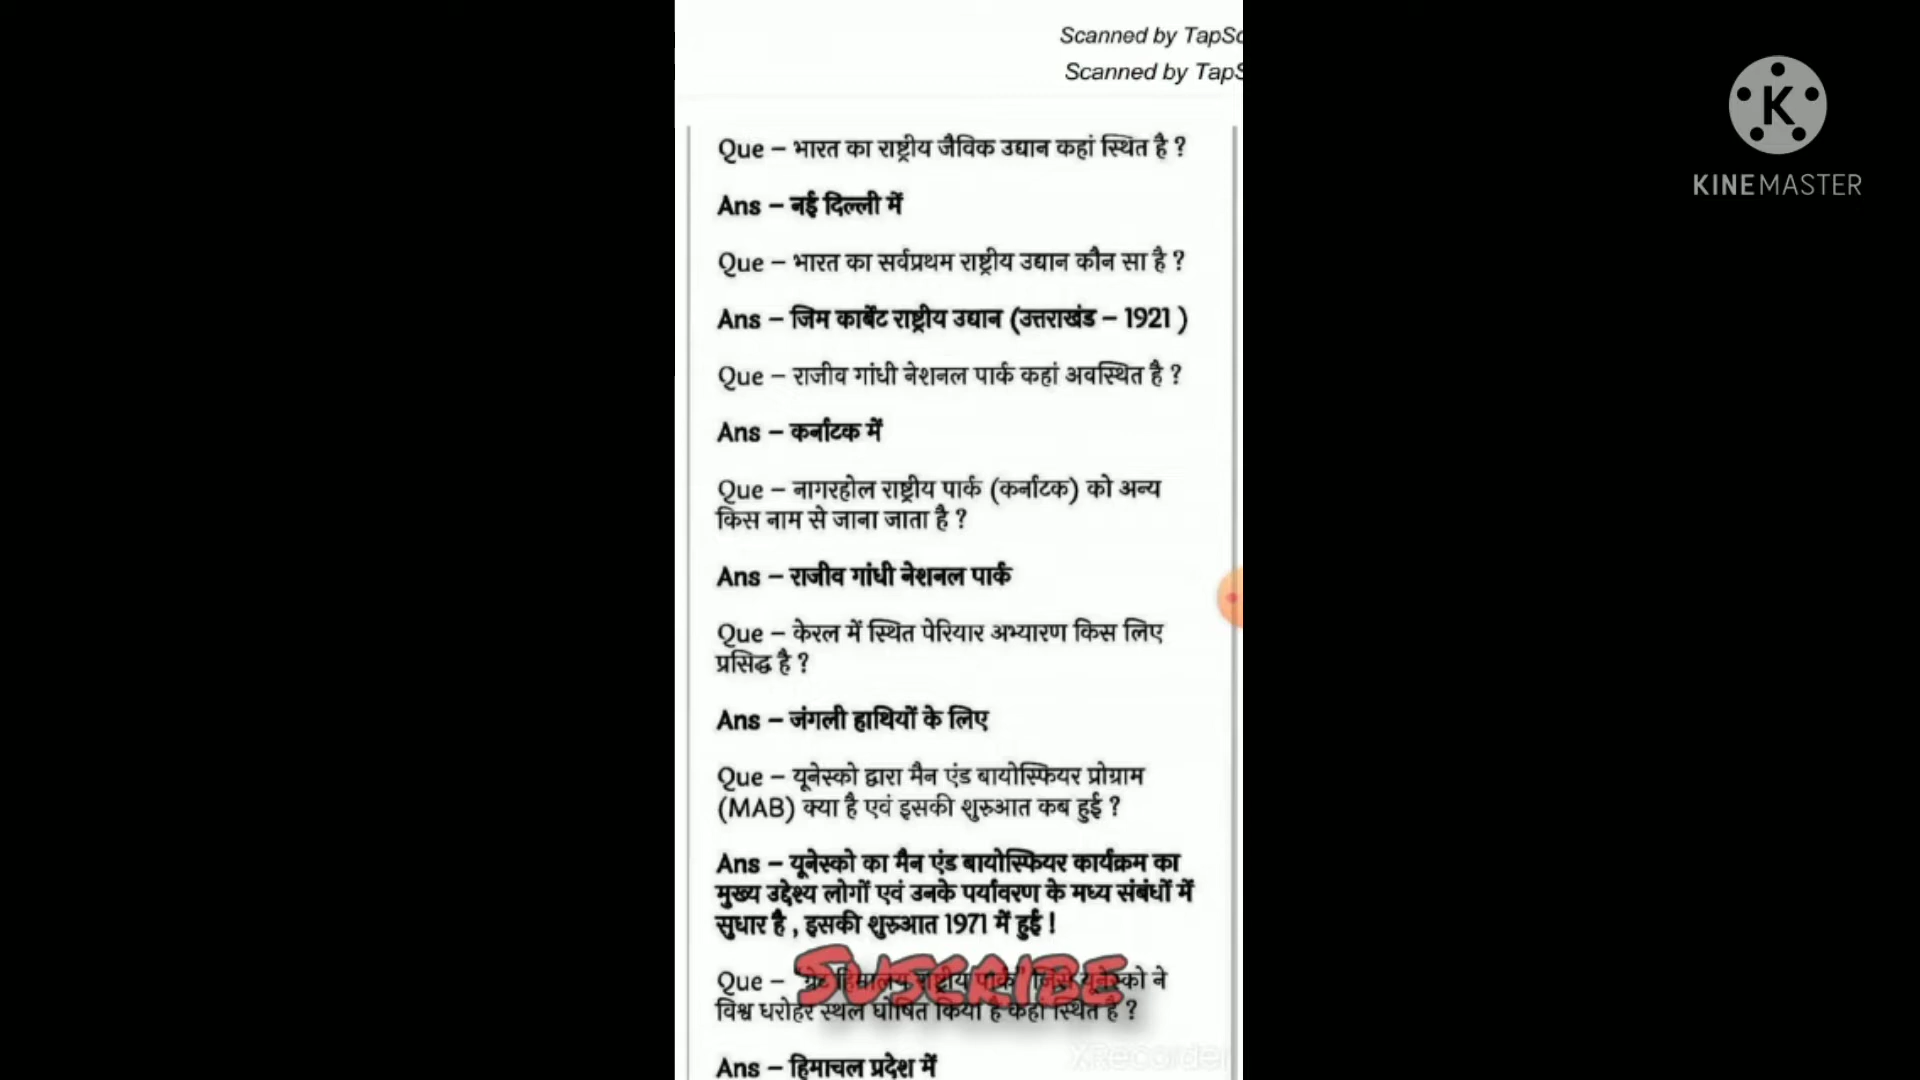 Scanned by TapSc
Scanned by TapS
KINEMASTER
Que – भारत का राष्ट्रीय जैविक उद्यान कहां स्थित है ?
Ans – नई दिल्ली में
Que – भारत का सर्वप्रथम राष्ट्रीय उद्यान कौन सा है ?
Ans – जिम कार्बेट राष्ट्रीय उद्यान (उत्तराखंड – 1921 )
Que – राजीव गांधी नेशनल पार्क कहां अवस्थित है ?
Ans – कर्नाटक में
Que – नागरहोल राष्ट्रीय पार्क (कर्नाटक) को अन्य
किस नाम से जाना जाता है ?
Ans – राजीव गांधी नेशनल पार्क
Que – केरल में स्थित पेरियार अभ्यारण किस लिए
प्रसिद्ध है ?
Ans – जंगली हाथियों के लिए
Que – यूनेस्को द्वारा मैन एंड बायोस्फियर प्रोग्राम
(MAB) क्या है एवं इसकी शुरुआत कब हुई ?
Ans – यूनेस्को का मैन एंड बायोस्फियर कार्यक्रम का
मुख्य उद्देश्य लोगों एवं उनके पर्यावरण के मध्य संबंधों में
सुधार है , इसकी शुरुआत 1971 में हुई !
SUSCRIBE
Que – "ग्रेट हिमालय राष्ट्रीय पार्क" जिसे यूनेस्को ने
विश्व धरोहर स्थल घोषित किया है कहां स्थित है ?
XRecorder
Ans – हिमाचल प्रदेश में